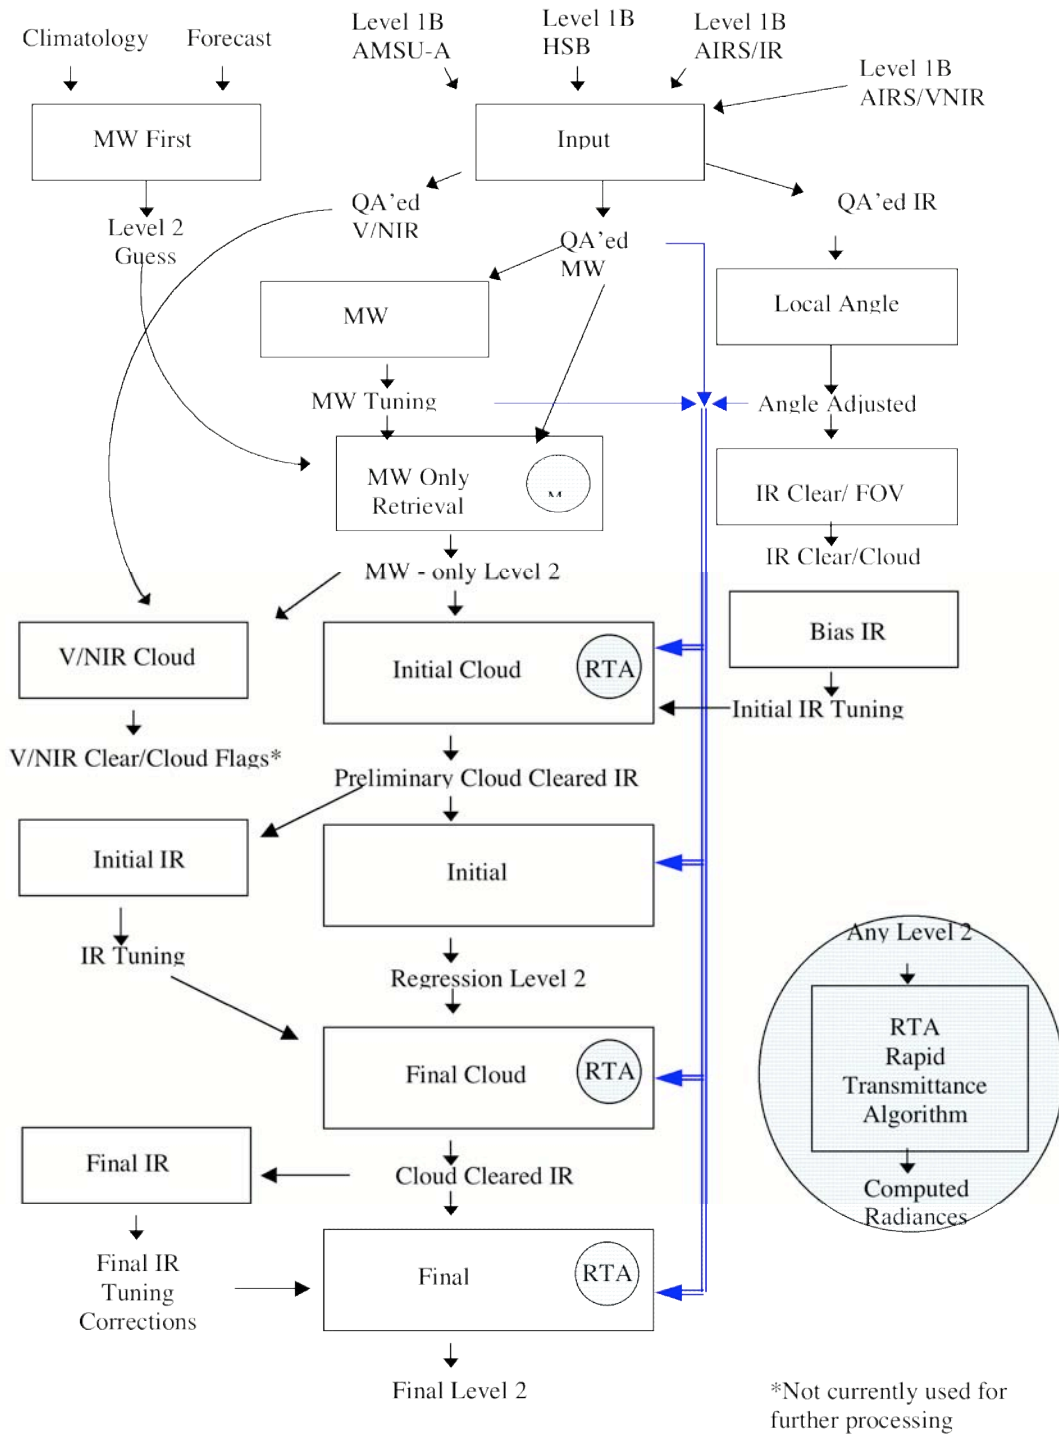 Climatology
Forecast
Level 1B
AMSU-A
Level 1B
HSB
Level 1B
AIRS/IR
Level 1B
AIRS/VNIR
MW First
Input
QA'ed
V/NIR
QA'ed IR
Level 2
Guess
QA'ed
MW
MW
Local Angle
MW Tuning
Angle Adjusted
MW Only
Retrieval
M
IR Clear/ FOV
MW - only Level 2
IR Clear/Cloud
V/NIR Cloud
Initial Cloud
RTA
Bias IR
Initial IR Tuning
V/NIR Clear/Cloud Flags*
Preliminary Cloud Cleared IR
Initial IR
Initial
IR Tuning
Regression Level 2
Any Level 2
RTA
Rapid
Transmittance
Algorithm
Computed
Radiances
Final Cloud
RTA
Final IR
Cloud Cleared IR
Final IR
Tuning
Corrections
Final
RTA
Final Level 2
*Not currently used for
further processing